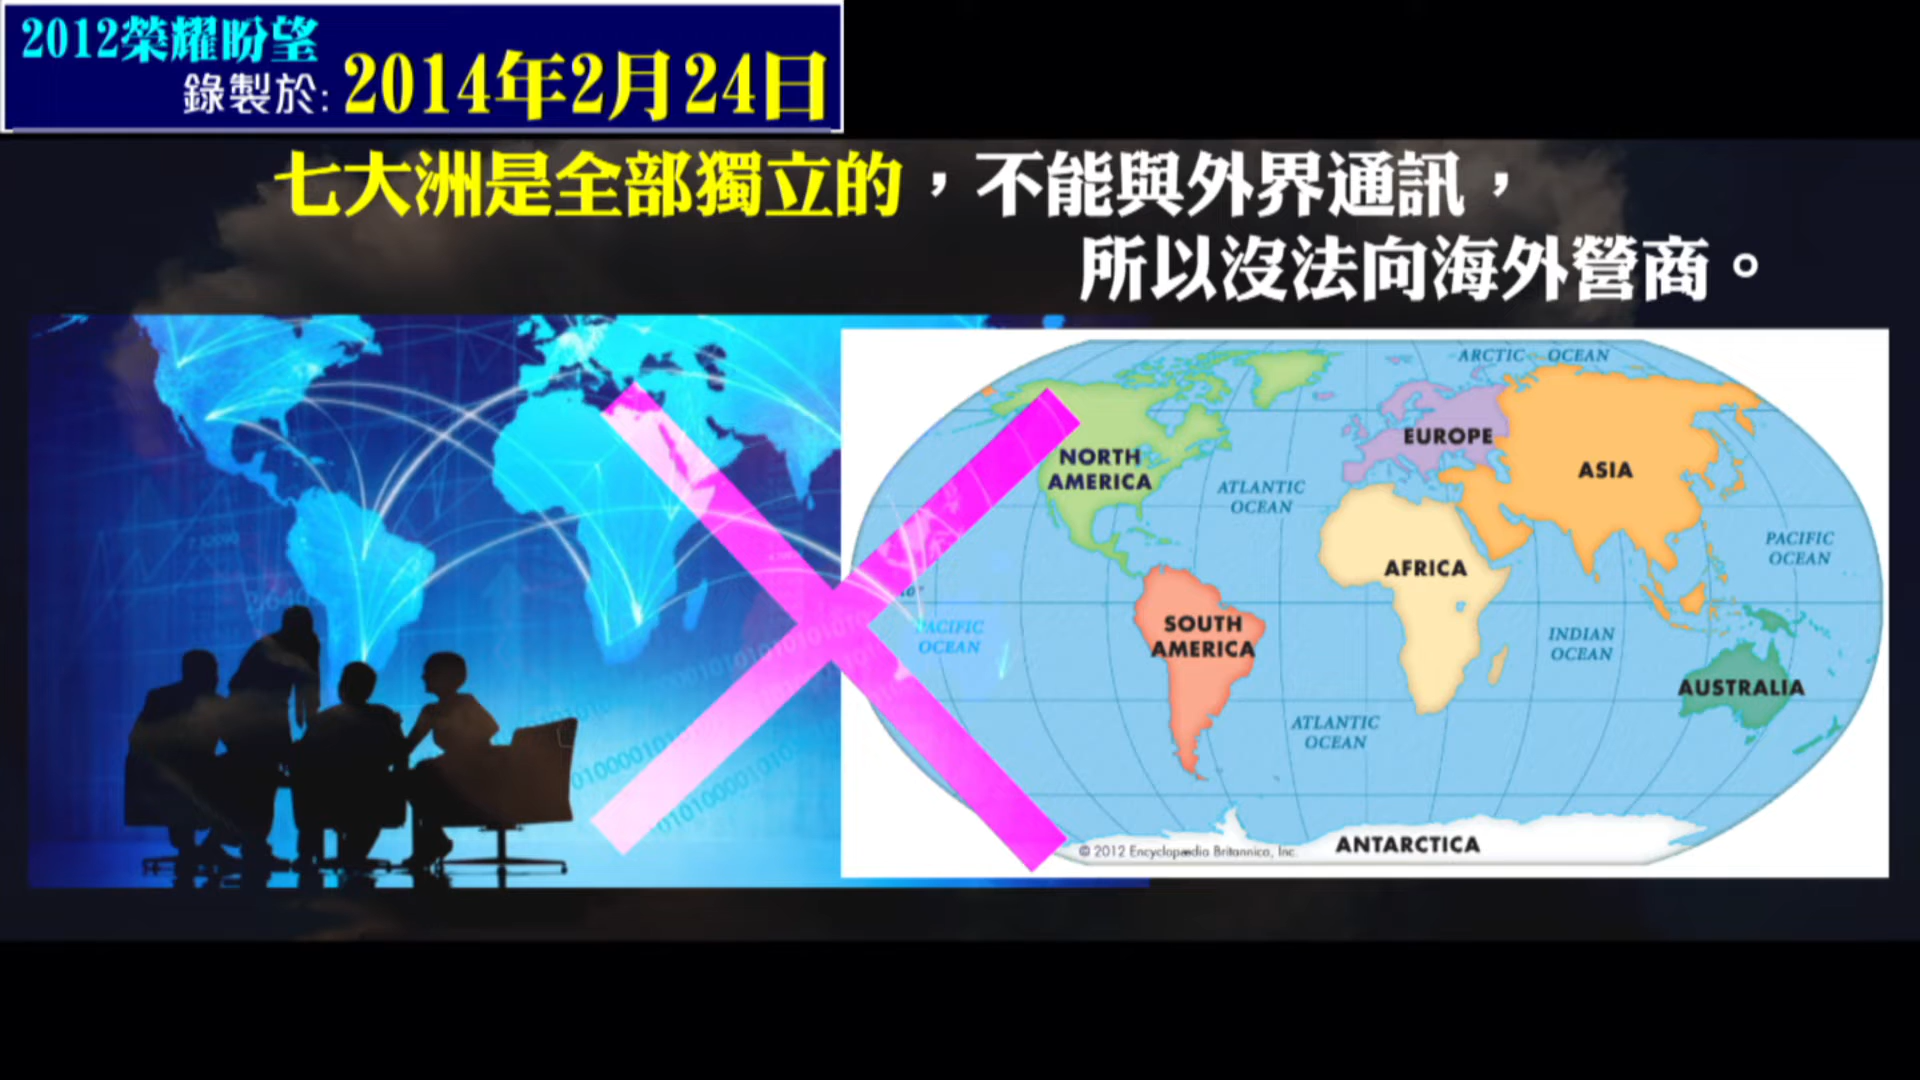 2012榮耀盼望
錄製於: 2014年2月24日
七大洲是全部獨立的，不能與外界通訊，
所以沒法向海外營商。
ARCTIC OCEAN
NORTH
AMERICA
EUROPE
ASIA
ATLANTIC
OCEAN
PACIFIC
OCEAN
AFRICA
SOUTH
AMERICA
PACIFIC
OCEAN
INDIAN
OCEAN
AUSTRALIA
ATLANTIC
OCEAN
ANTARCTICA
© 2012 Encyclopædia Britannica, Inc.